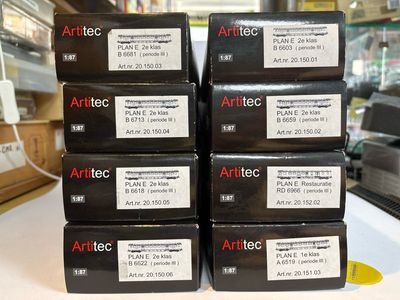 Artitec
PLAN E 2e klas
B 6681 ( periode III )
1:87
Art.nr. 20.150.03
Artitec
PLAN E 2e klas
B 6603 ( periode III )
1:87
Art.nr. 20.150.01
Artitec
PLAN E 2e klas
B 6713 ( periode III )
1:87
Art.nr. 20.150.04
Artitec
PLAN E 2e klas
B 6659 ( periode III )
1:87
Art.nr. 20.150.02
Artitec
PLAN E 2e klas
B 6618 ( periode III )
1:87
Art.nr. 20.150.05
Artitec
PLAN E Restauratie
RD 6966 ( periode III )
1:87
Art.nr. 20.152.02
Artitec
PLAN E 2e klas
B 6622 ( periode III )
1:87
Art.nr. 20.150.06
Artitec
PLAN E 1e klas
A 6519 ( periode III )
1:87
Art.nr. 20.151.03